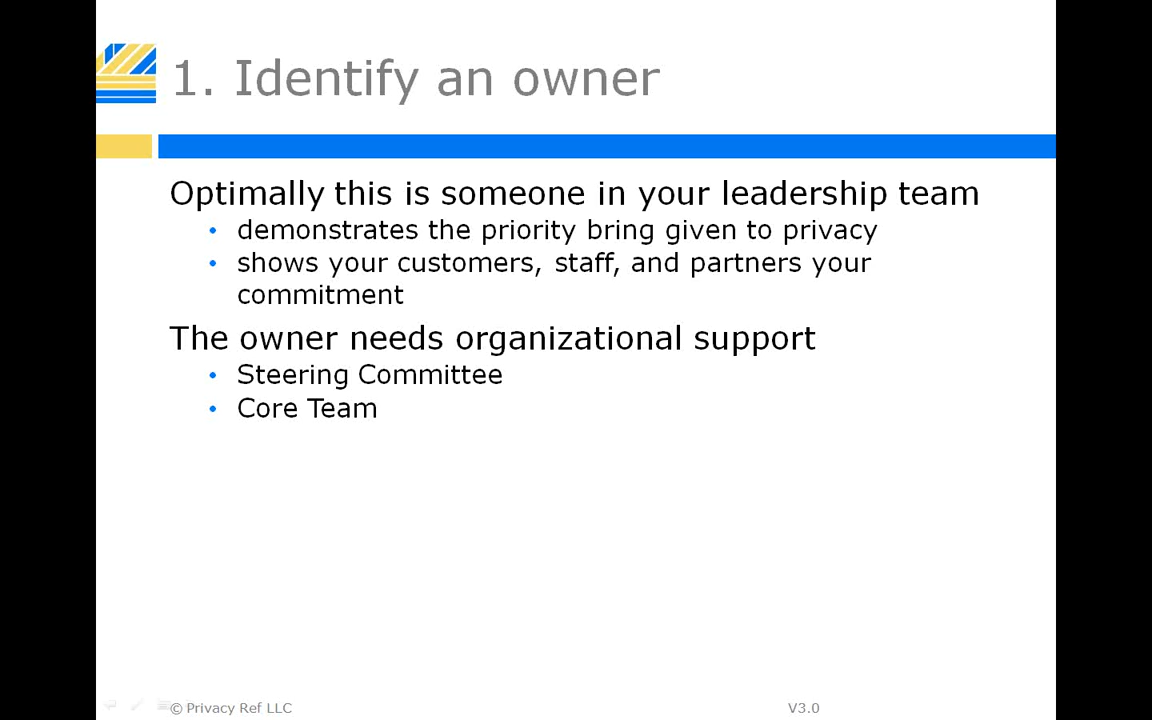 1. Identify an owner
Optimally this is someone in your leadership team
• demonstrates the priority bring given to privacy
• shows your customers, staff, and partners your
commitment
The owner needs organizational support
• Steering Committee
• Core Team
© Privacy Ref LLC
V3.0